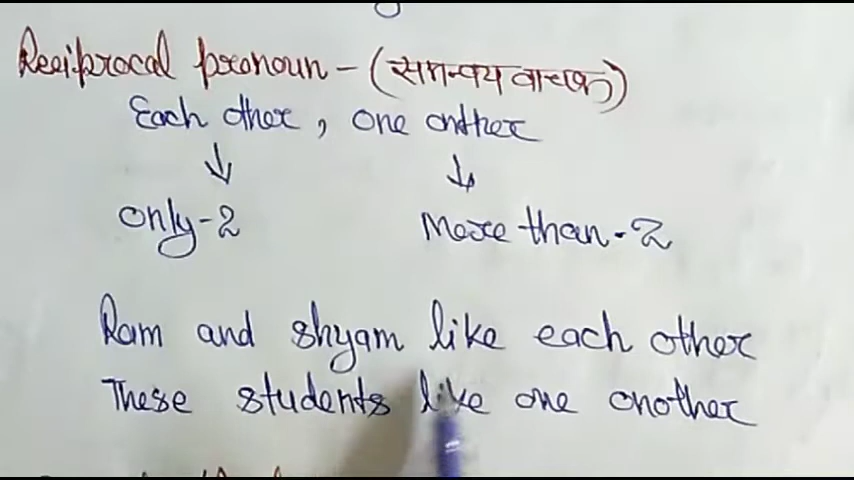 Reciprocal pronoun - (समन्वय वाचक)
Each other, one another
only-2 More than-2
Ram and shyam like each other
These students like one onother